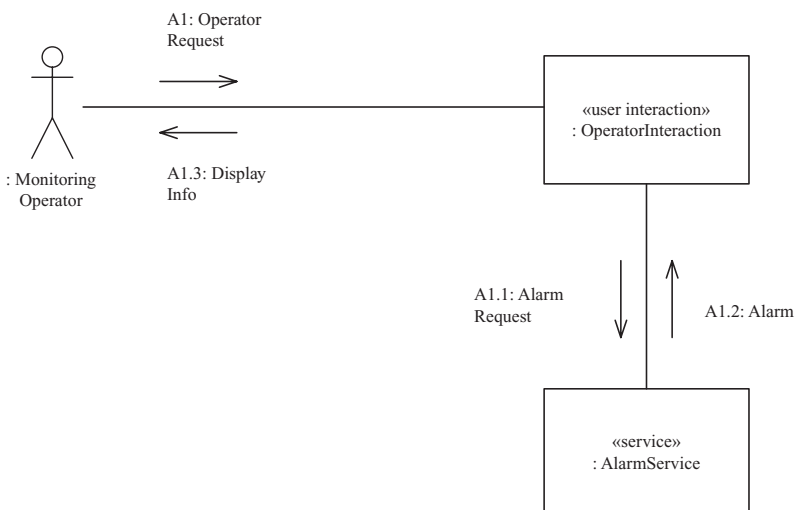 A1: Operator
Request
«user interaction»
: OperatorInteraction
A1.3: Display
Info
: Monitoring
Operator
A1.1: Alarm
Request
A1.2: Alarm
«service»
: AlarmService